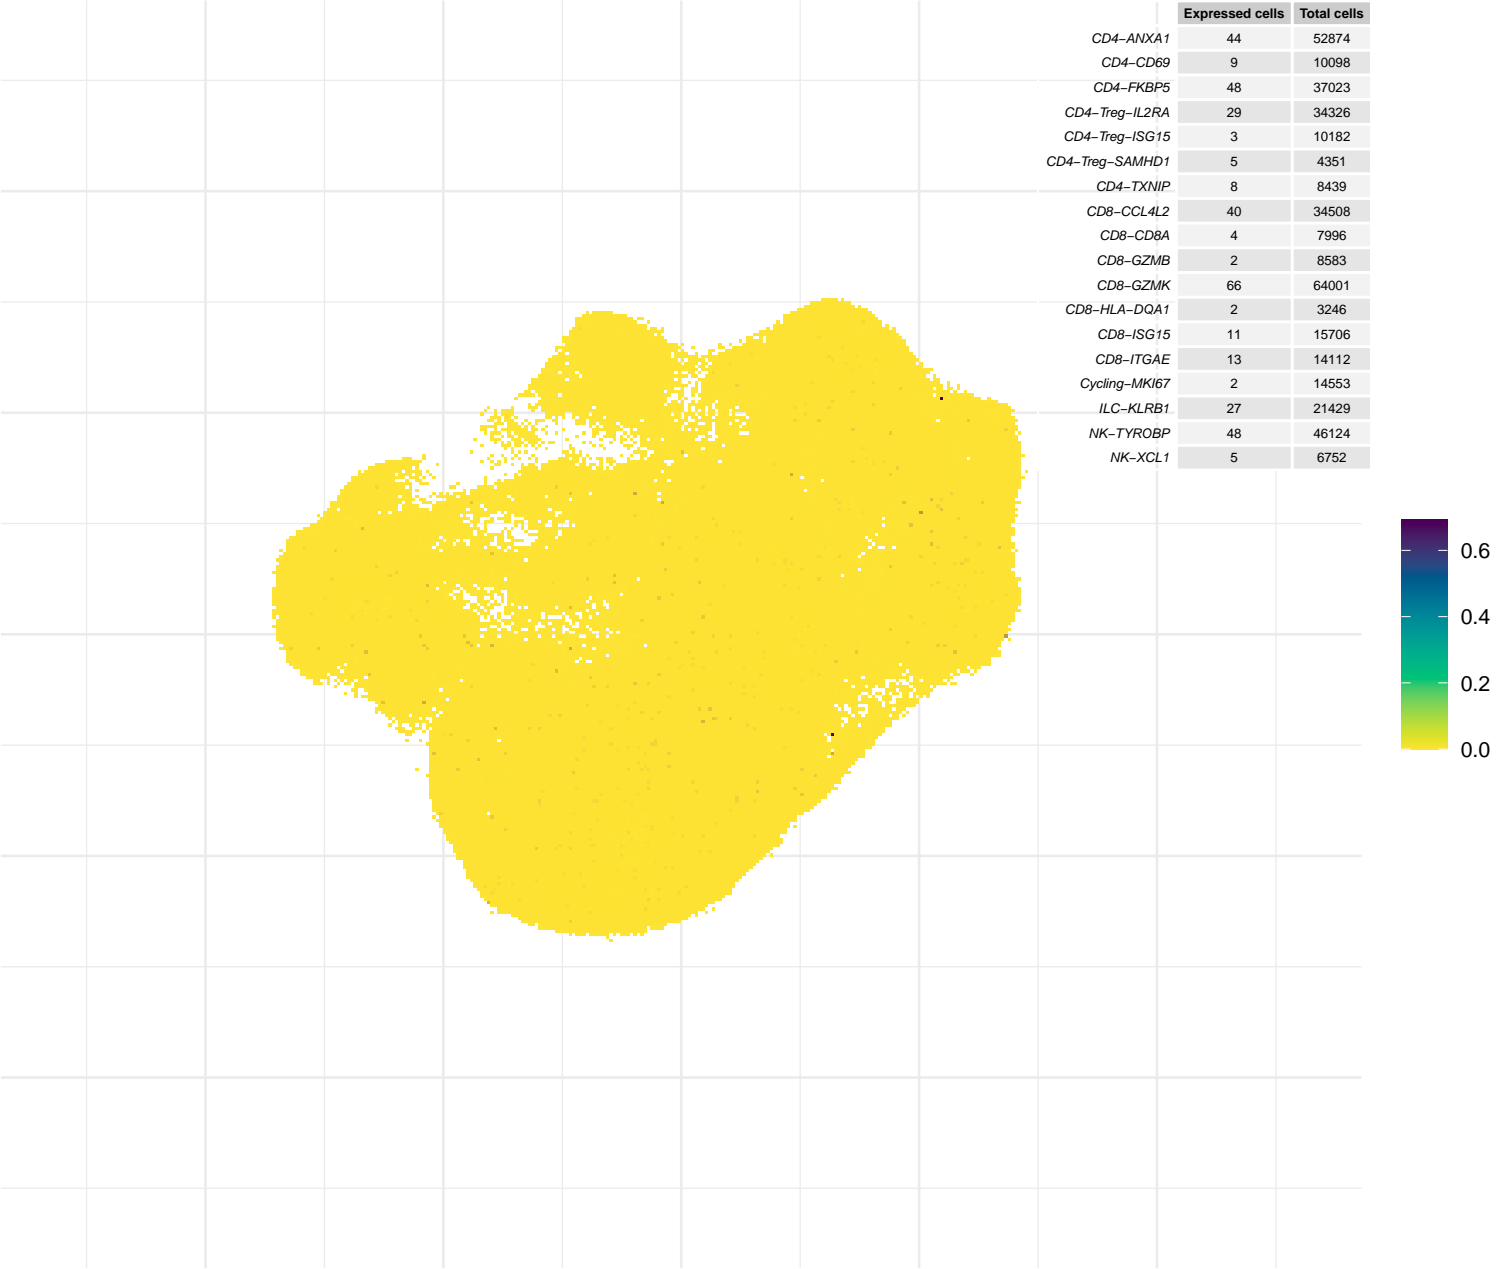 Expressed cells Total cells
CD4−ANXA1 44 52874
CD4−CD69 9 10098
CD4−FKBP5 48 37023
CD4−Treg−IL2RA 29 34326
CD4−Treg−ISG15 3 10182
CD4−Treg−SAMHD1 5 4351
CD4−TXNIP 8 8439
CD8−CCL4L2 40 34508
CD8−CD8A 4 7996
CD8−GZMB 2 8583
CD8−GZMK 66 64001
CD8−HLA−DQA1 2 3246
CD8−ISG15 11 15706
CD8−ITGAE 13 14112
Cycling−MKI67 2 14553
ILC−KLRB1 27 21429
NK−TYROBP 48 46124
NK−XCL1 5 6752
0.6
0.4
0.2
0.0